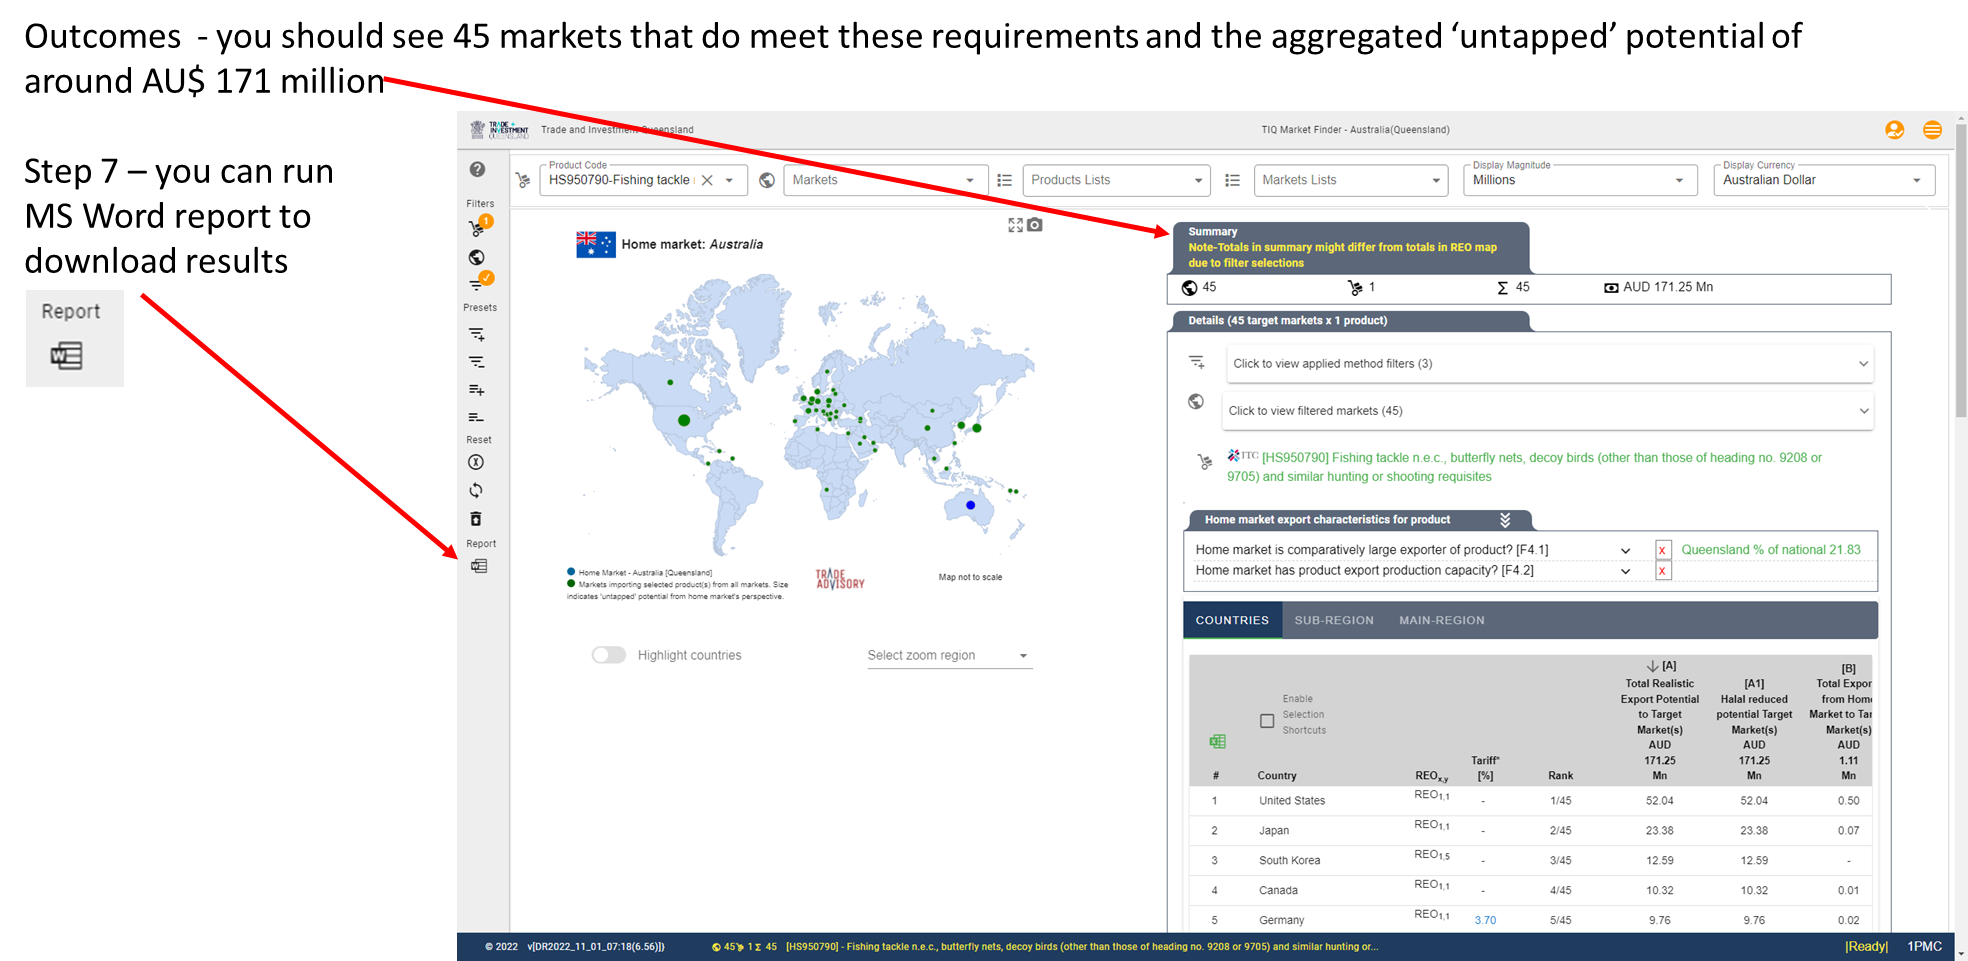 Outcomes  - you should see 45 markets that do meet these requirements and the aggregated ‘untapped’ potential of
around AU$ 171 million
Step 7 – you can run
MS Word report to
download results
Report
TRADE +
INVESTMENT
QUEENSLAND
Trade and Investment Queensland
TIQ Market Finder - Australia(Queensland)
Product Code
HS950790-Fishing tackle
Markets
Products Lists
Markets Lists
Display Magnitude
Millions
Display Currency
Australian Dollar
Filters
1
Presets
Reset
Report
Home market: Australia
Home Market - Australia [Queensland]
Markets importing selected product(s) from all markets. Size
indicates 'untapped' potential from home market's perspective.
TRADE
ADVISORY
Map not to scale
Highlight countries
Select zoom region
Summary
Note-Totals in summary might differ from totals in REO map
due to filter selections
45
1
Σ 45
AUD 171.25 Mn
Details (45 target markets x 1 product)
Click to view applied method filters (3)
Click to view filtered markets (45)
ITC [HS950790] Fishing tackle n.e.c., butterfly nets, decoy birds (other than those of heading no. 9208 or
9705) and similar hunting or shooting requisites
Home market export characteristics for product
Home market is comparatively large exporter of product? [F4.1] x Queensland % of national 21.83
Home market has product export production capacity? [F4.2] x
COUNTRIES SUB-REGION MAIN-REGION
Enable
Selection
Shortcuts
# Country REOx,y
Tariff*
[%]
Rank
[A]
Total Realistic
Export Potential
to Target
Market(s)
AUD
171.25
Mn
[A1]
Halal reduced
potential Target
Market(s)
AUD
171.25
Mn
[B]
Total Expor
from Home
Market to Tar
Market(s)
AUD
1.11
Mn
1 United States REO1,1 - 1/45 52.04 52.04 0.50
2 Japan REO1,1 - 2/45 23.38 23.38 0.07
3 South Korea REO1,5 - 3/45 12.59 12.59 -
4 Canada REO1,1 - 4/45 10.32 10.32 0.01
5 Germany REO1,1 3.70 5/45 9.76 9.76 0.02
© 2022 v[DR2022_11_01_07:18(6.56)]}
45 1 Σ 45 [HS950790] - Fishing tackle n.e.c., butterfly nets, decoy birds (other than those of heading no. 9208 or 9705) and similar hunting or...
|Ready| 1PMC